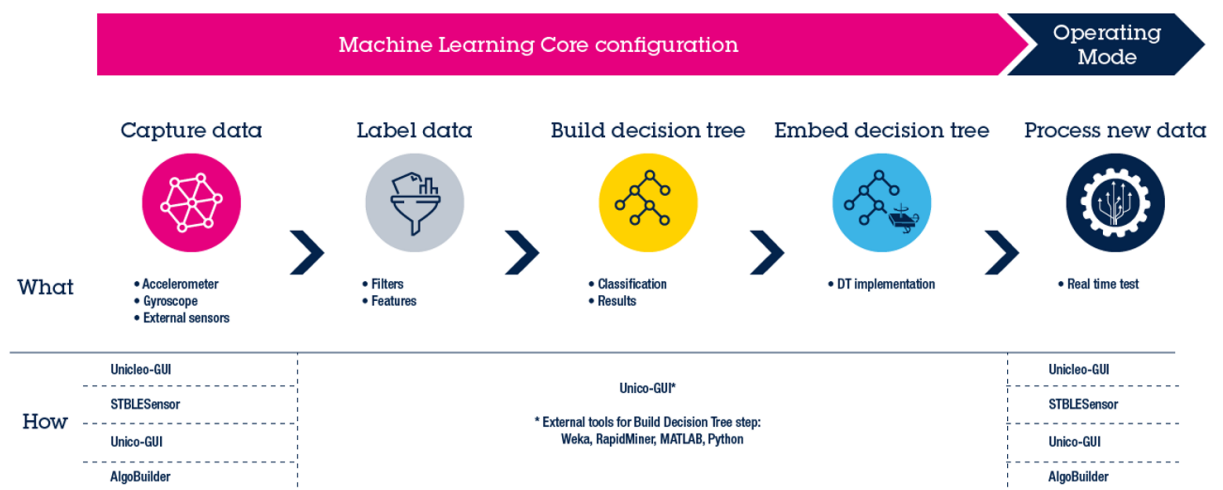 Machine Learning Core configuration
Operating
Mode
Capture data
Label data
Build decision tree
Embed decision tree
Process new data
What
• Accelerometer
• Gyroscope
• External sensors
• Filters
• Features
• Classification
• Results
• DT implementation
• Real time test
How
Unicleo-GUI
STBLESensor
Unico-GUI
AlgoBuilder
Unico-GUI*
* External tools for Build Decision Tree step:
Weka, RapidMiner, MATLAB, Python
Unicleo-GUI
STBLESensor
Unico-GUI
AlgoBuilder